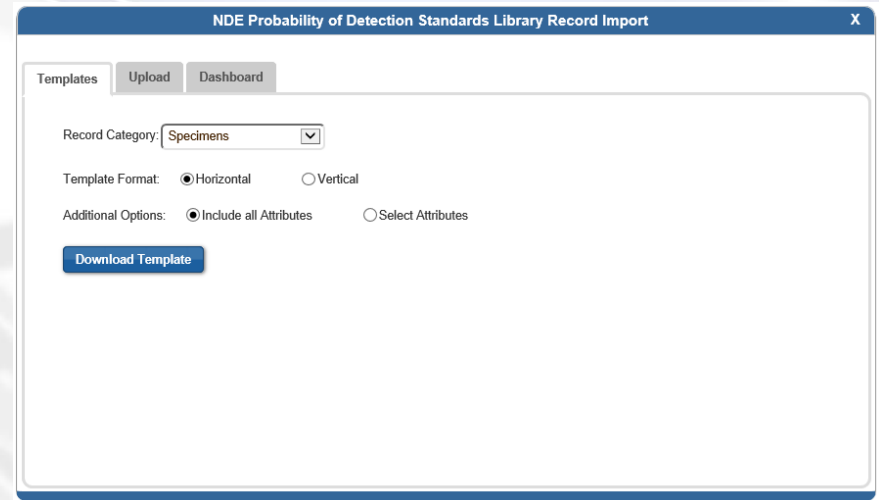 NDE Probability of Detection Standards Library Record Import X
Templates Upload Dashboard
Record Category: Specimens
Template Format: Horizontal Vertical
Additional Options: Include all Attributes Select Attributes
Download Template